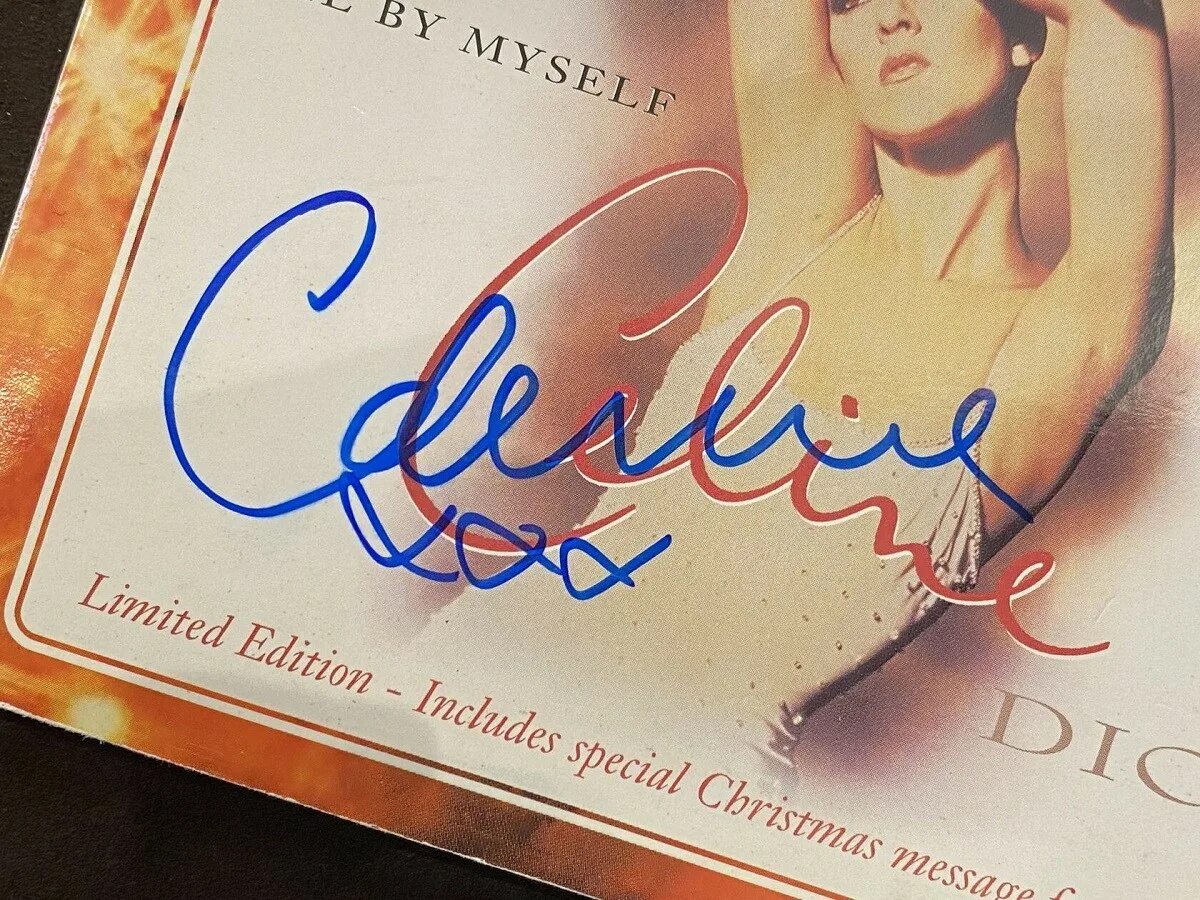 L BY MYSELF
Celine
Celine
xxx
DIO
Limited Edition - Includes special Christmas message f